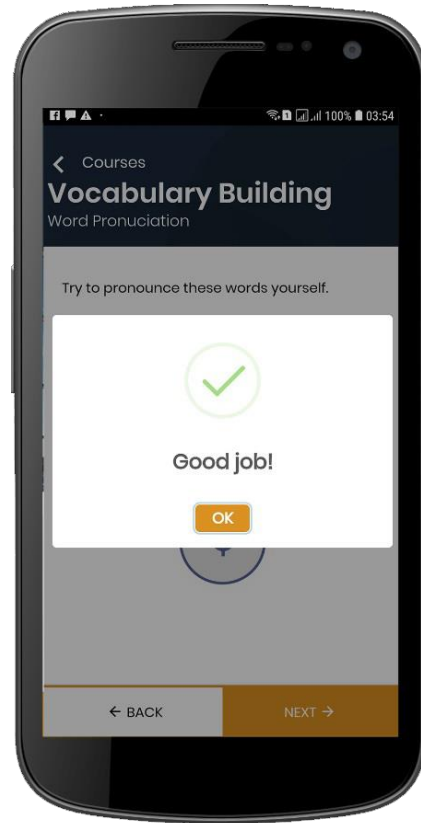 100% 03:54
Courses
Vocabulary Building
Word Pronuciation
Try to pronounce these words yourself.
Good job!
OK
← BACK
NEXT →